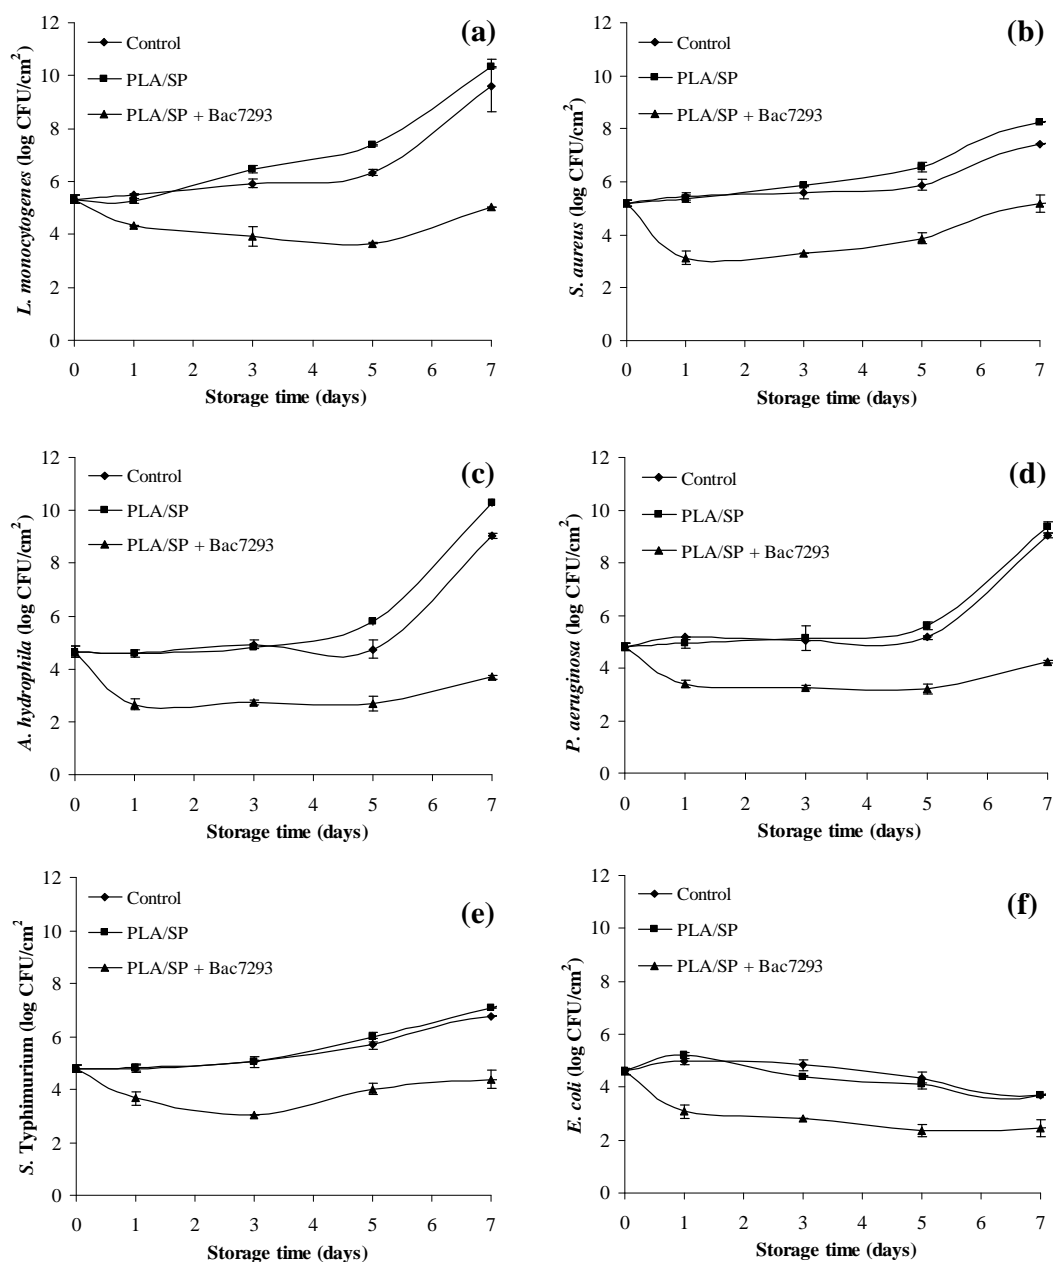 (a)
Control
PLA/SP
PLA/SP + Bac7293
L. monocytogenes (log CFU/cm2)
12
10
8
6
4
2
0
0 1 2 3 4 5 6 7
Storage time (days)
(b)
Control
PLA/SP
PLA/SP + Bac7293
S. aureus (log CFU/cm2)
12
10
8
6
4
2
0
0 1 2 3 4 5 6 7
Storage time (days)
(c)
Control
PLA/SP
PLA/SP + Bac7293
A. hydrophila (log CFU/cm2)
12
10
8
6
4
2
0
0 1 2 3 4 5 6 7
Storage time (days)
(d)
Control
PLA/SP
PLA/SP + Bac7293
P. aeruginosa (log CFU/cm2)
12
10
8
6
4
2
0
0 1 2 3 4 5 6 7
Storage time (days)
(e)
Control
PLA/SP
PLA/SP + Bac7293
S. Typhimurium (log CFU/cm2
12
10
8
6
4
2
0
0 1 2 3 4 5 6 7
Storage time (days)
(f)
Control
PLA/SP
PLA/SP + Bac7293
E. coli (log CFU/cm2)
12
10
8
6
4
2
0
0 1 2 3 4 5 6 7
Storage time (days)